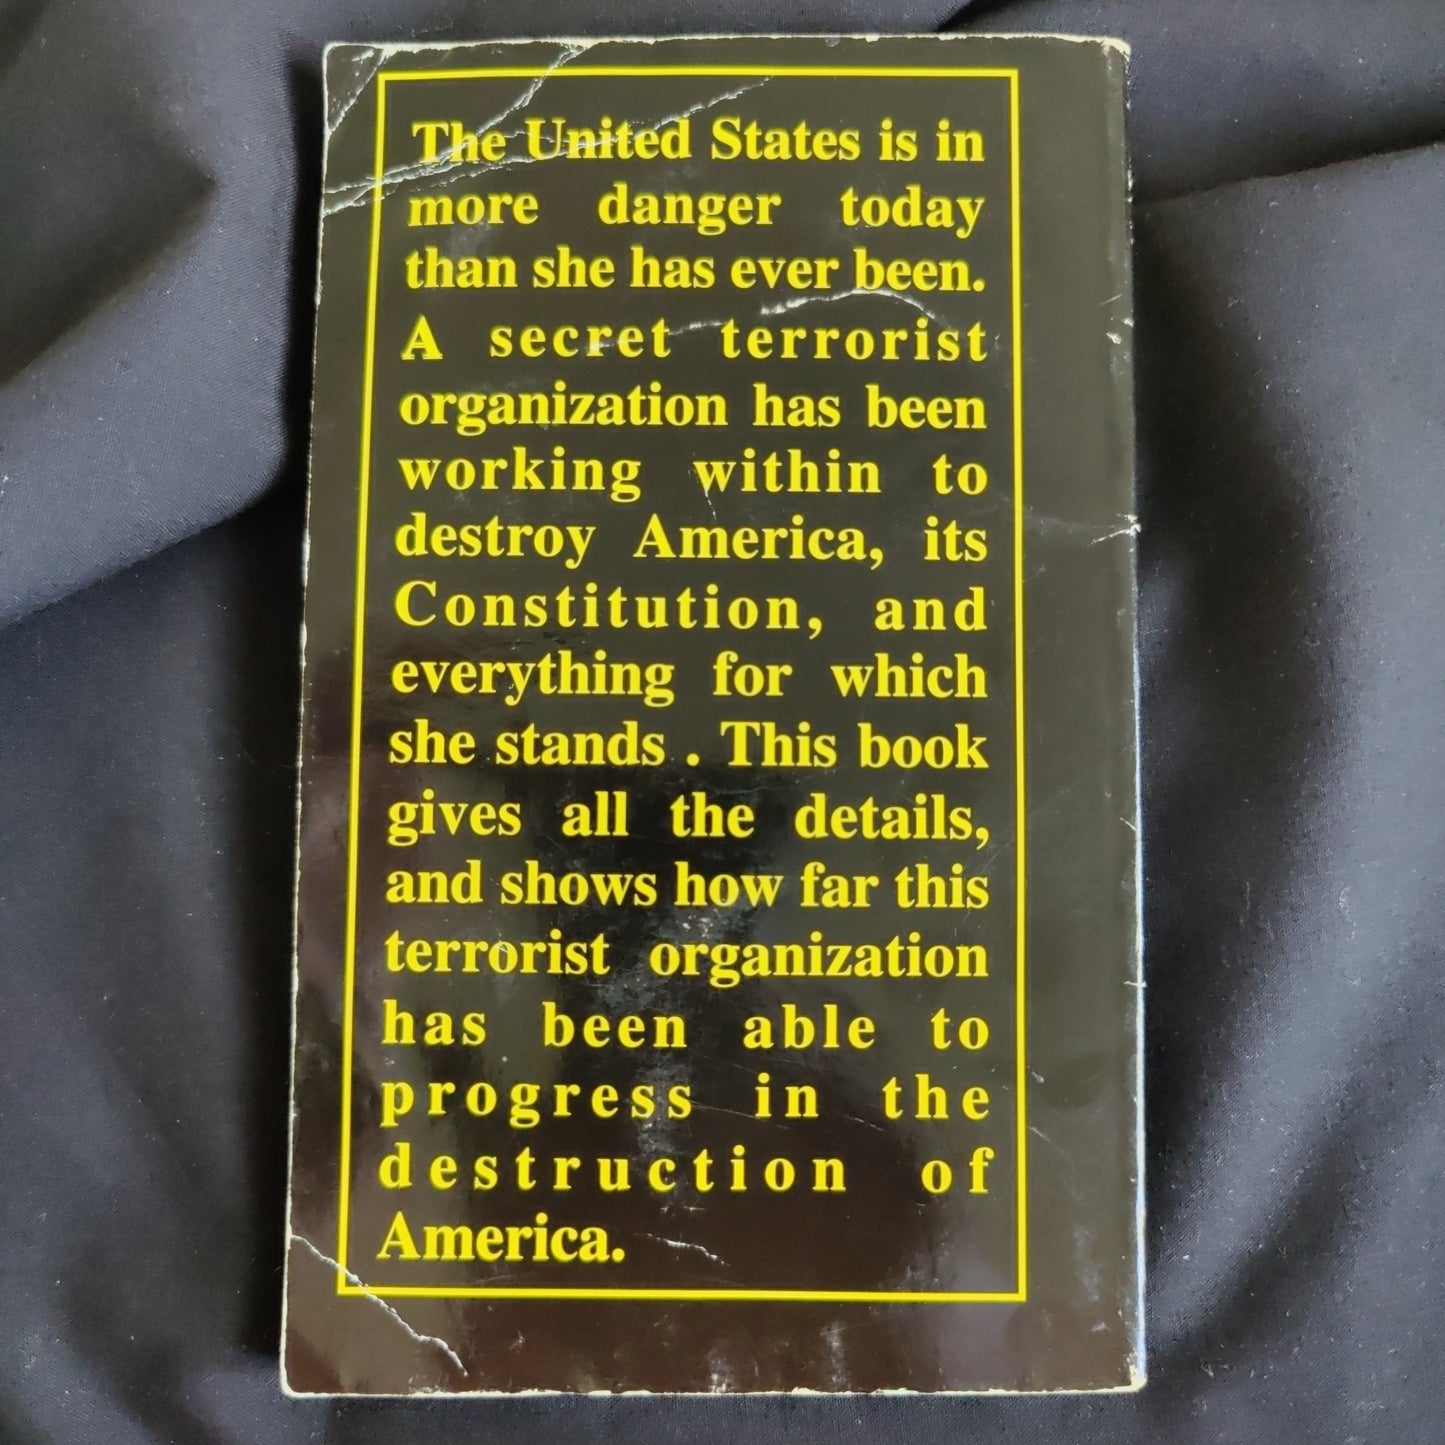 The United States is in
more danger today
than she has ever been.
A secret terrorist
organization has been
working within to
destroy America, its
Constitution, and
everything for which
she stands . This book
gives all the details,
and shows how far this
terrorist organization
has been able to
progress in the
destruction of
America.